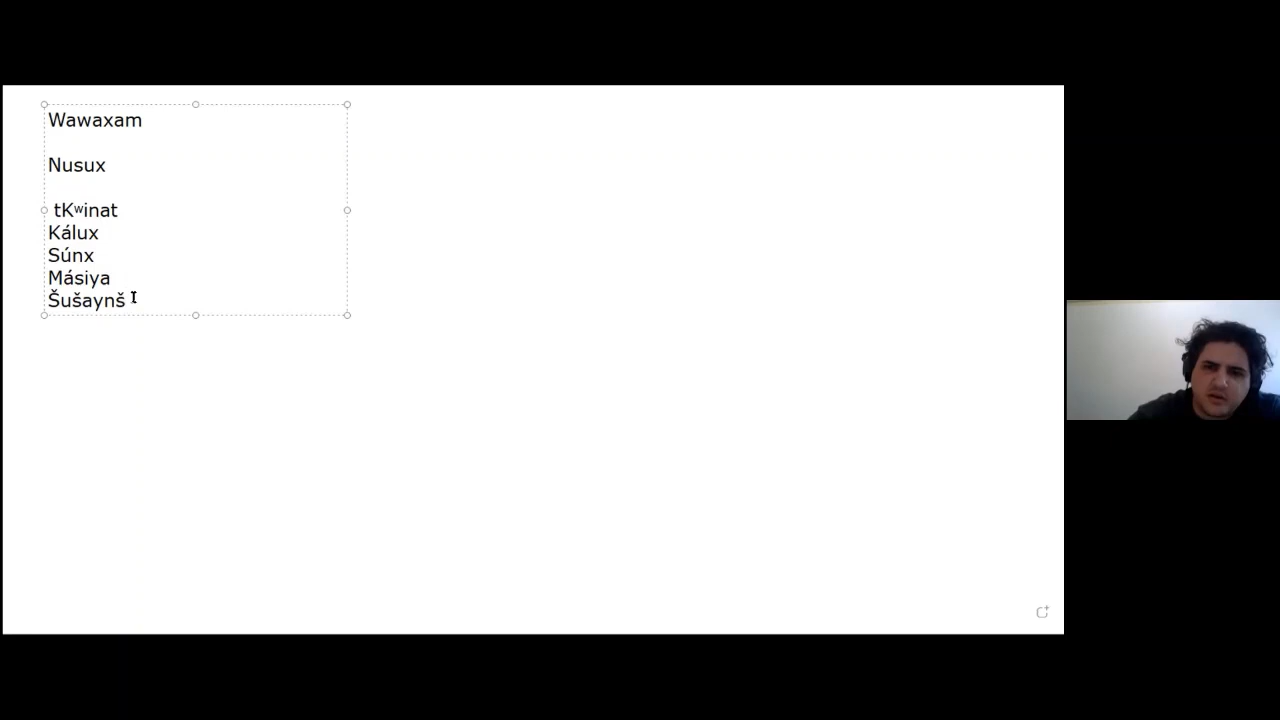 Wawaxam
Nusux
tKʷinat
Kálux
Súnx
Másiya
Šušaynš